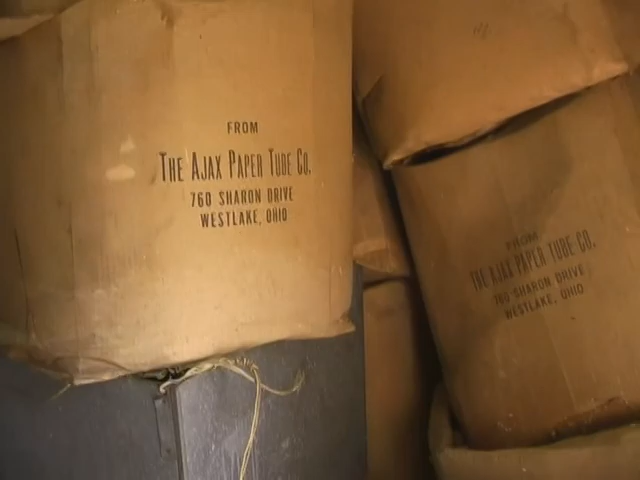 FROM
THE AJAX PAPER TUBE CO.
760 SHARON DRIVE
WESTLAKE, OHIO
FROM
THE AJAX PAPER TUBE CO.
760 SHARON DRIVE
WESTLAKE, OHIO